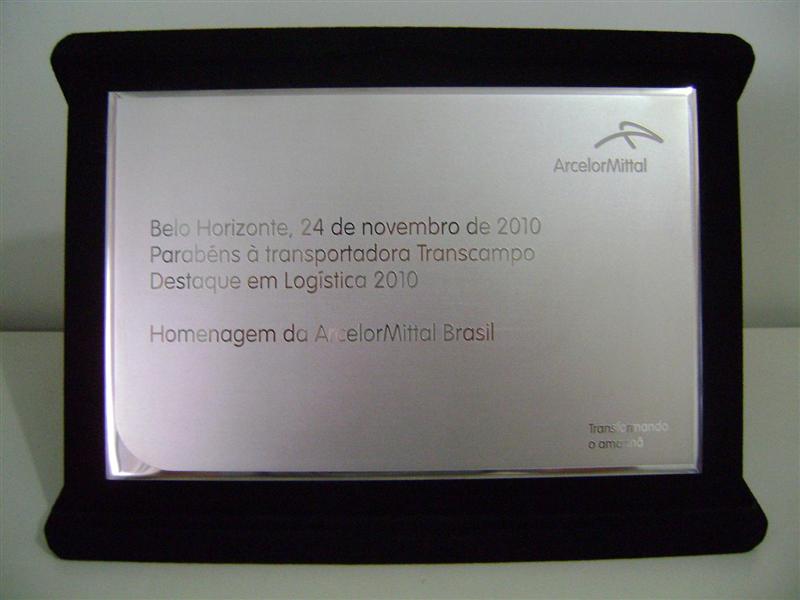 ArcelorMittal
Belo Horizonte, 24 de novembro de 2010
Parabéns à transportadora Transcampo
Destaque em Logística 2010
Homenagem da ArcelorMittal Brasil
Transformando
o amanhã